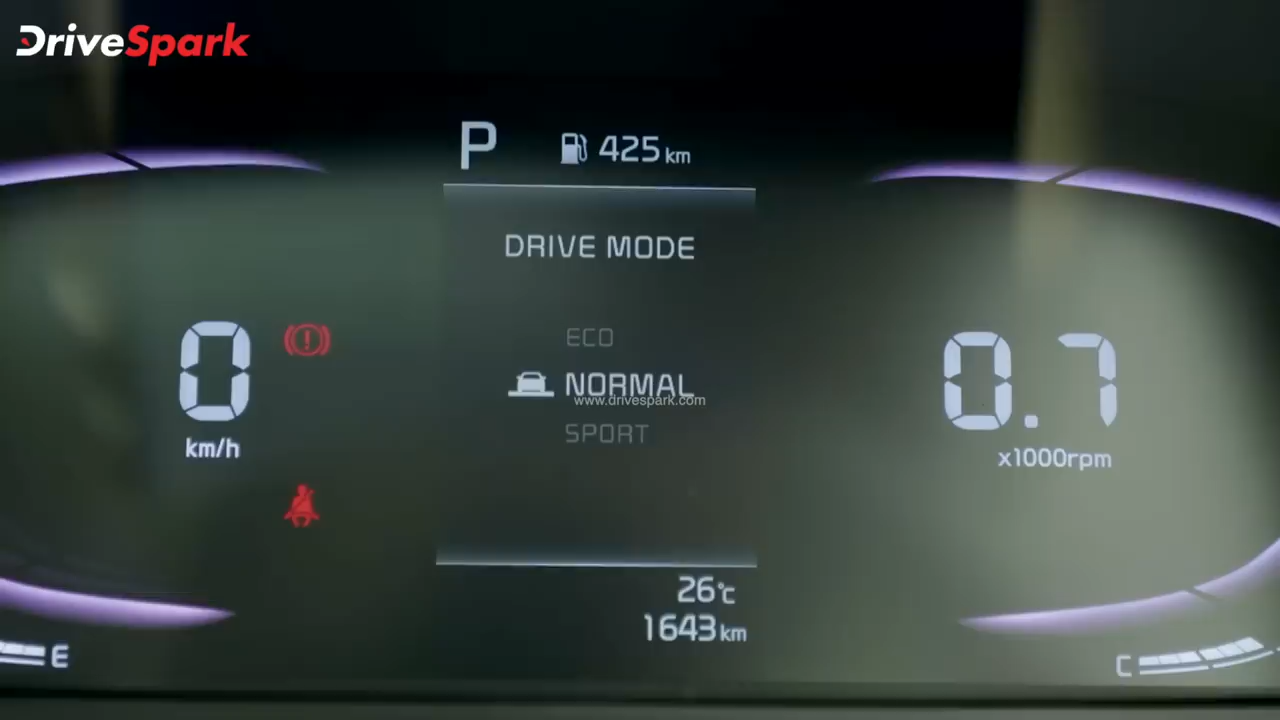 DriveSpark
P
425 km
DRIVE MODE
ECO
NORMAL
www.drivespark.com
SPORT
0
km/h
0.7
x1000rpm
26°C
1643 km
E
C